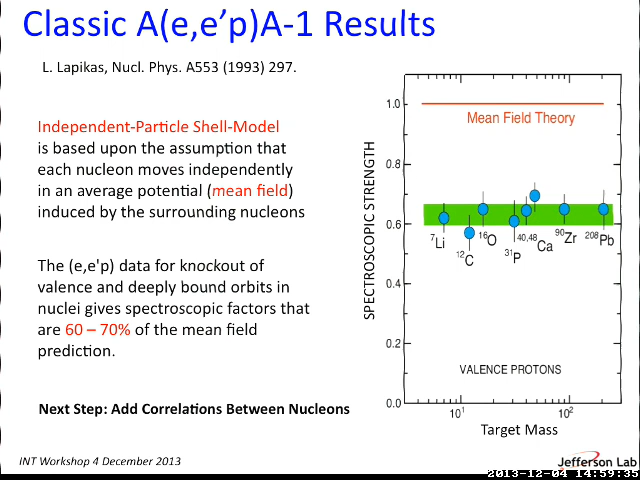 Classic A(e,e’p)A-1 Results
L. Lapikas, Nucl. Phys. A553 (1993) 297.
Independent-Particle Shell-Model
is based upon the assumption that
each nucleon moves independently
in an average potential (mean field)
induced by the surrounding nucleons
The (e,e'p) data for knockout of
valence and deeply bound orbits in
nuclei gives spectroscopic factors that
are 60 – 70% of the mean field
prediction.
Next Step: Add Correlations Between Nucleons
SPECTROSCOPIC STRENGTH
1.0
0.8
0.6
0.4
0.2
0.0
Mean Field Theory
7Li
12C
16O
31P
40,48Ca
90Zr
208Pb
VALENCE PROTONS
10^1
10^2
Target Mass
INT Workshop 4 December 2013
Jefferson Lab
2013-12-04 14:59:35